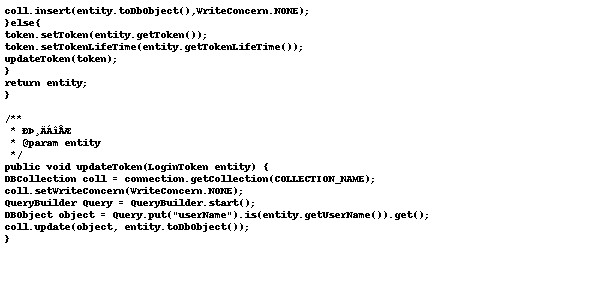 coll.insert(entity.toDbObject(),WriteConcern.NONE);
}else{
token.setToken(entity.getToken());
token.setTokenLifeTime(entity.getTokenLifeTime());
updateToken(token);
}
return entity;
}

/**
 * ÐÞ¸ÄÁîÅÆ
 * @param entity
 */
public void updateToken(LoginToken entity) {
DBCollection coll = connection.getCollection(COLLECTION_NAME);
coll.setWriteConcern(WriteConcern.NONE);
QueryBuilder Query = QueryBuilder.start();
DBObject object = Query.put("userName").is(entity.getUserName()).get();
coll.update(object, entity.toDbObject());
}